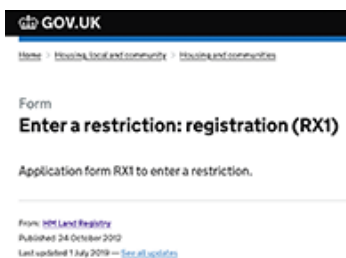 GOV.UK
Home > Housing, local and community > Housing and communities
Form
Enter a restriction: registration (RX1)
Application form RX1 to enter a restriction.
From: HM Land Registry
Published 24 October 2012
Last updated 1 July 2019 — See all updates